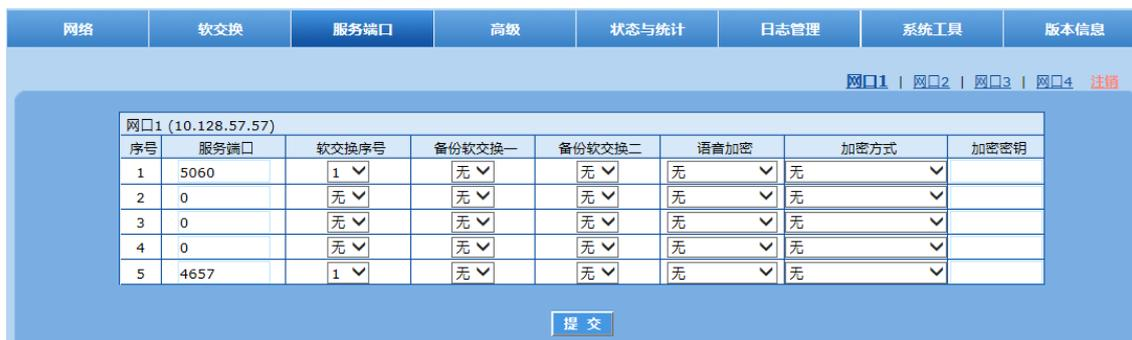 网络 软交换 服务端口 高级 状态与统计 日志管理 系统工具 版本信息
网口1 | 网口2 | 网口3 | 网口4 注销
网口1 (10.128.57.57)
序号 服务端口 软交换序号 备份软交换一 备份软交换二 语音加密 加密方式 加密密钥
1 5060 1 无 无 无 无
2 0 无 无 无 无 无
3 0 无 无 无 无 无
4 0 无 无 无 无 无
5 4657 1 无 无 无 无
提 交